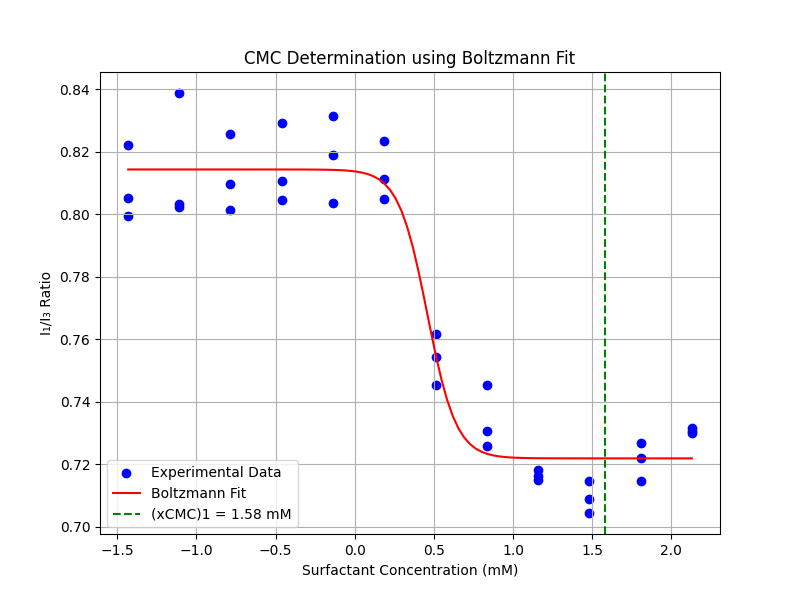 CMC Determination using Boltzmann Fit
I₁/I₃ Ratio
0.84
0.82
0.80
0.78
0.76
0.74
0.72
0.70
Experimental Data
Boltzmann Fit
(xCMC)1 = 1.58 mM
−1.5 −1.0 −0.5 0.0 0.5 1.0 1.5 2.0
Surfactant Concentration (mM)